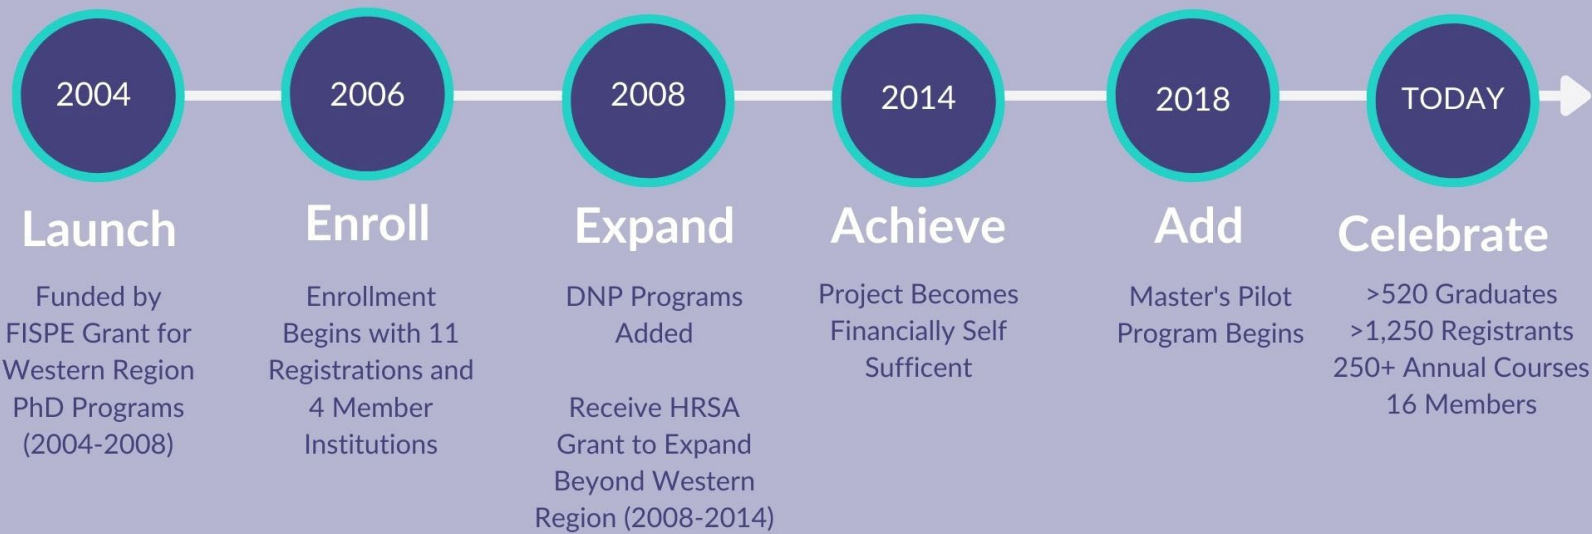 2004
Launch
Funded by
FISPE Grant for
Western Region
PhD Programs
(2004-2008)
2006
Enroll
Enrollment
Begins with 11
Registrations and
4 Member
Institutions
2008
Expand
DNP Programs
Added
Receive HRSA
Grant to Expand
Beyond Western
Region (2008-2014)
2014
Achieve
Project Becomes
Financially Self
Sufficent
2018
Add
Master's Pilot
Program Begins
TODAY
Celebrate
>520 Graduates
>1,250 Registrants
250+ Annual Courses
16 Members